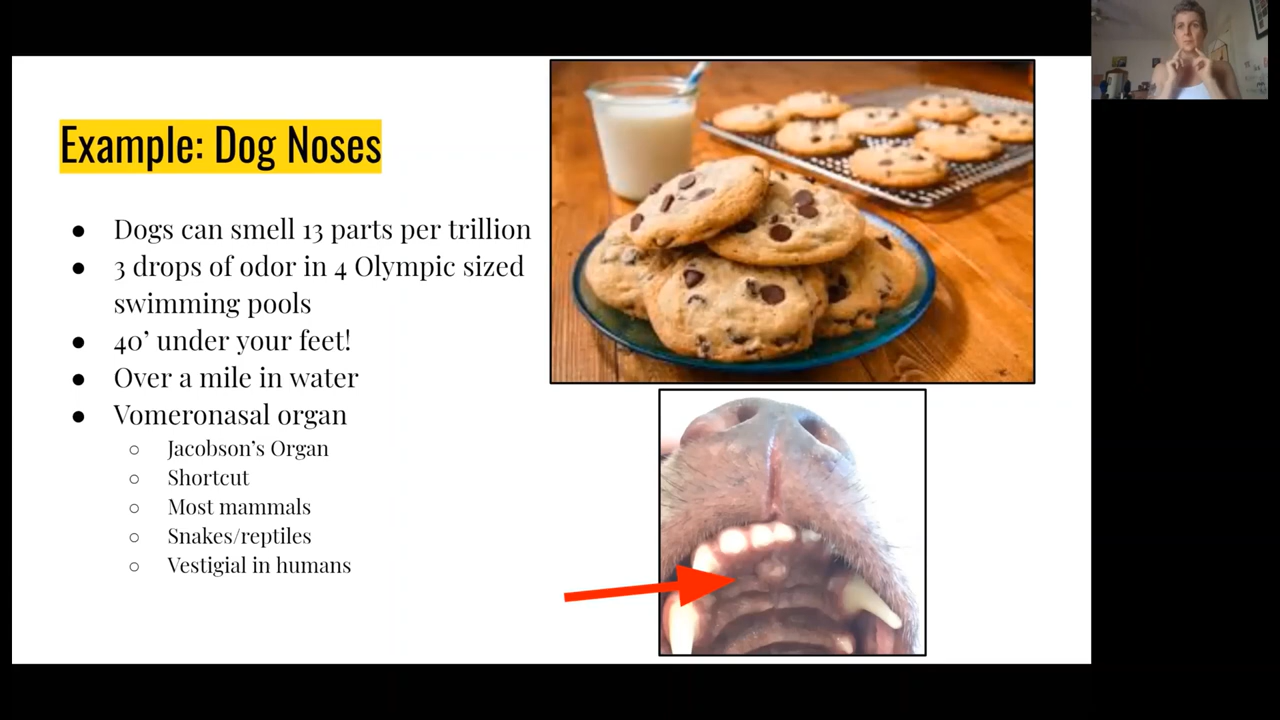 Example: Dog Noses
● Dogs can smell 13 parts per trillion
● 3 drops of odor in 4 Olympic sized
swimming pools
● 40’ under your feet!
● Over a mile in water
● Vomeronasal organ
○ Jacobson’s Organ
○ Shortcut
○ Most mammals
○ Snakes/reptiles
○ Vestigial in humans